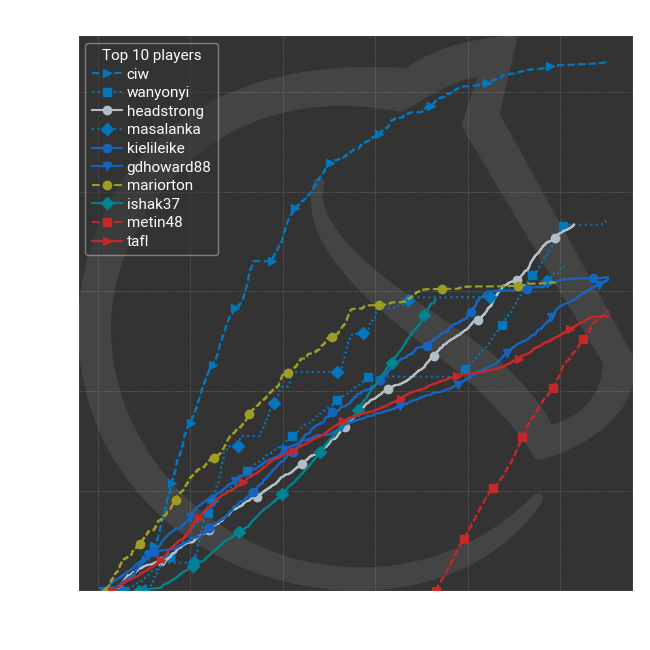 Top 10 players
ciw
wanyonyi
headstrong
masalanka
kielileike
gdhoward88
mariorton
ishak37
metin48
tafl